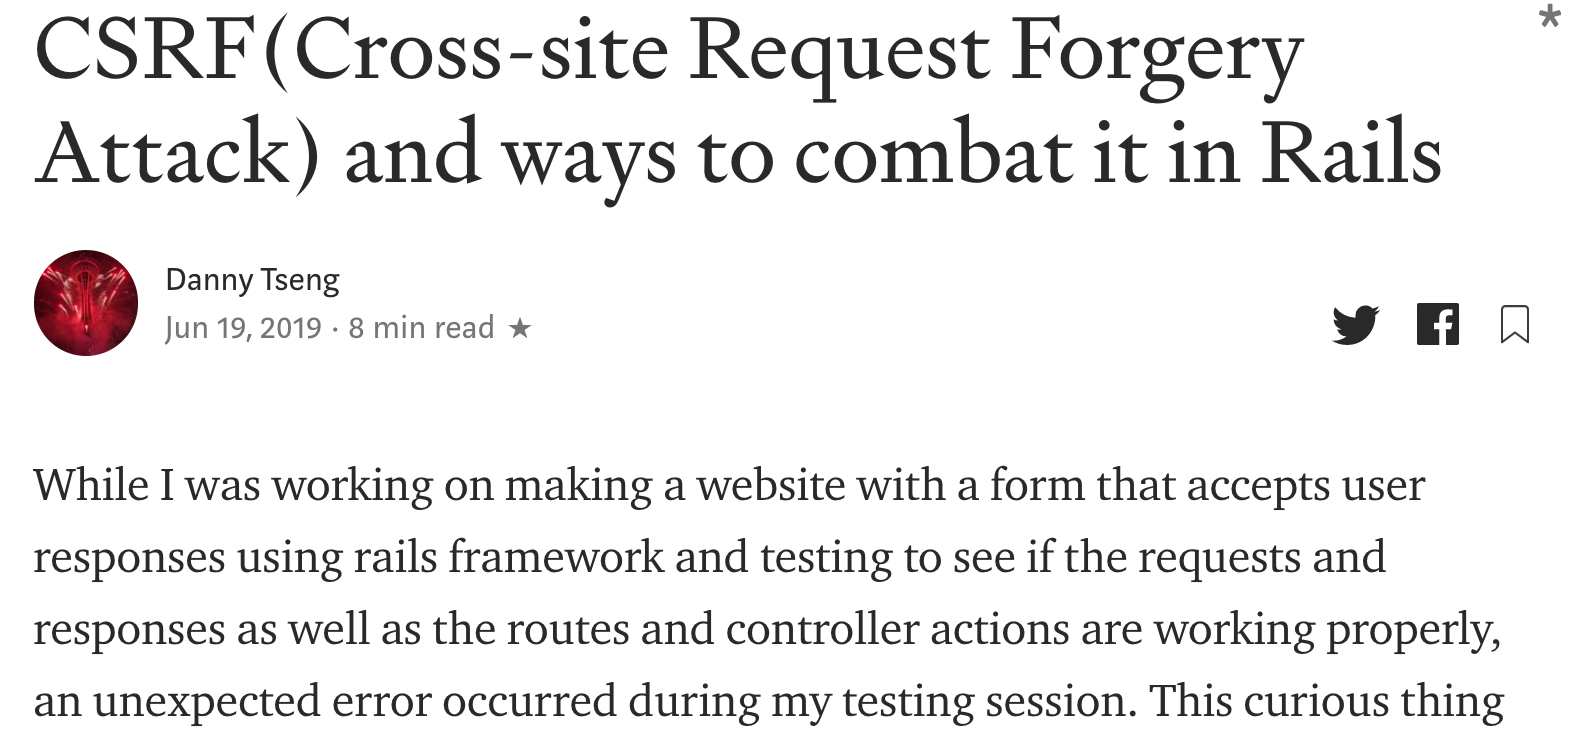 CSRF(Cross-site Request Forgery
Attack) and ways to combat it in Rails
*
Danny Tseng
Jun 19, 2019 · 8 min read ★
While I was working on making a website with a form that accepts user
responses using rails framework and testing to see if the requests and
responses as well as the routes and controller actions are working properly,
an unexpected error occurred during my testing session. This curious thing